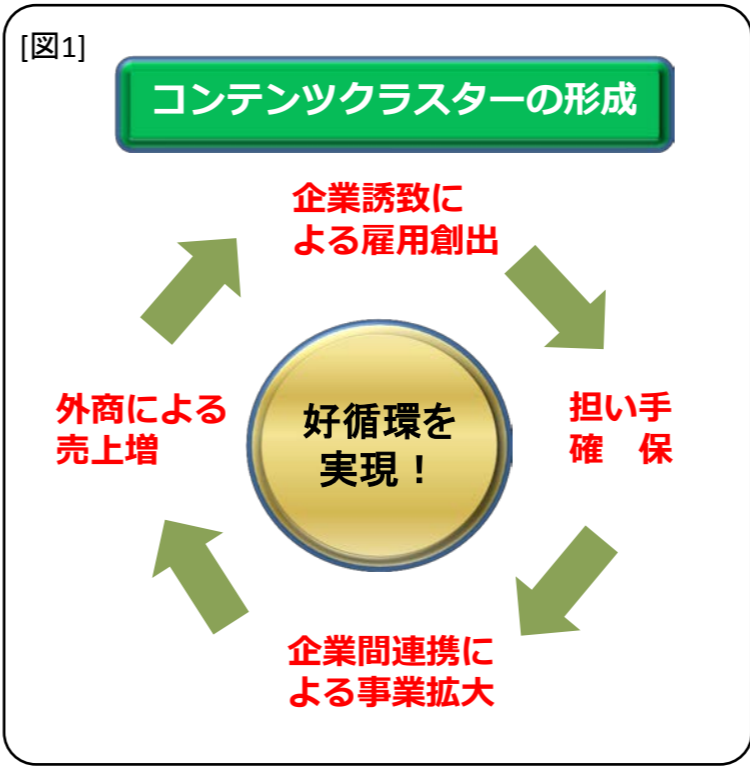 [図1]
コンテンツクラスターの形成
企業誘致に
よる雇用創出
外商による
売上増
好循環を
実現！
担い手
確　保
企業間連携に
よる事業拡大